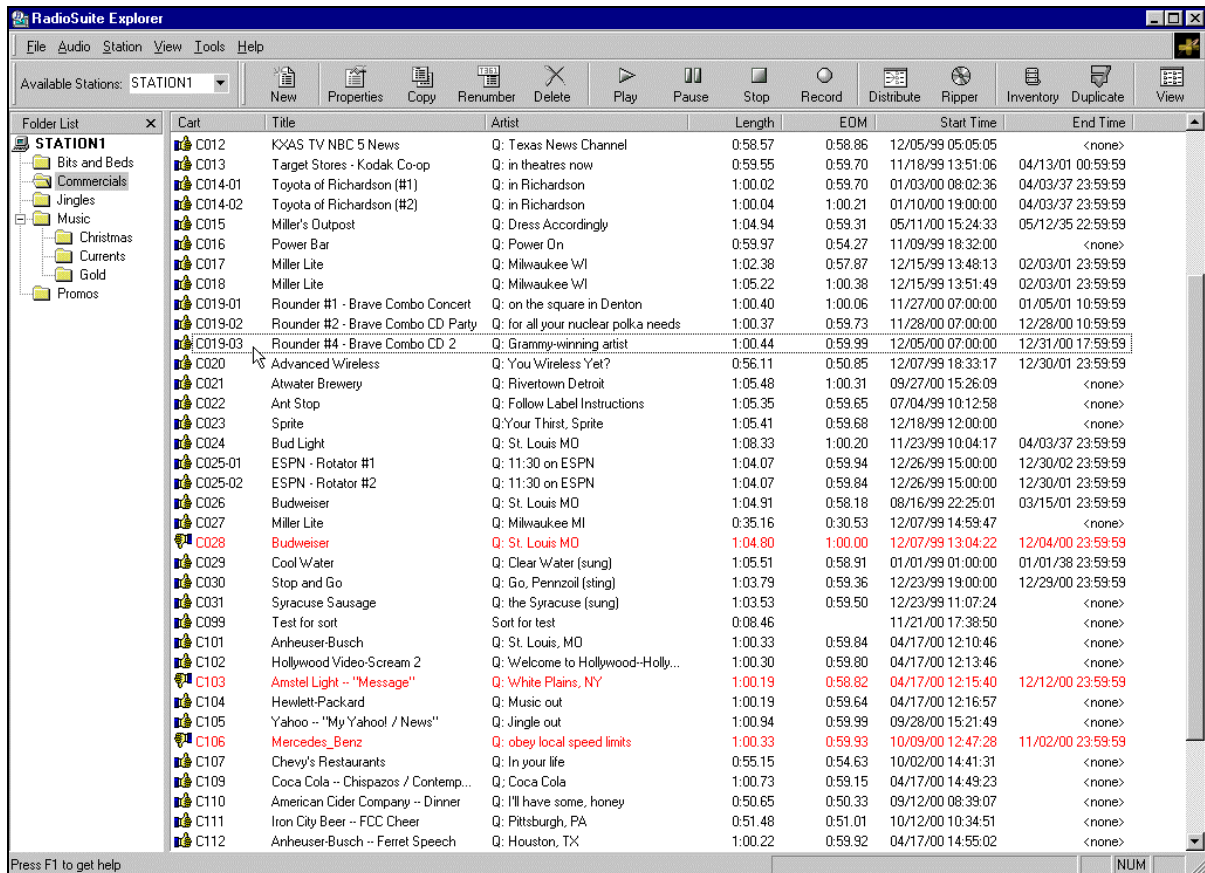 RadioSuite Explorer
File Audio Station View Tools Help
Available Stations: STATION1 New Properties Copy Renumber Delete Play Pause Stop Record Distribute Ripper Inventory Duplicate View
Folder List x
STATION1
Bits and Beds
Commercials
Jingles
Music
Christmas
Currents
Gold
Promos
Cart Title Artist Length EOM Start Time End Time
C012 KXAS TV NBC 5 News Q: Texas News Channel 0:58.57 0:58.86 12/05/99 05:05:05 <none>
C013 Target Stores - Kodak Co-op Q: in theatres now 0:59.55 0:59.70 11/18/99 13:51:06 04/13/01 00:59:59
C014-01 Toyota of Richardson (#1) Q: in Richardson 1:00.02 0:59.70 01/03/00 08:02:36 04/03/37 23:59:59
C014-02 Toyota of Richardson (#2) Q: in Richardson 1:00.04 1:00.21 01/10/00 19:00:00 04/03/37 23:59:59
C015 Miller's Outpost Q: Dress Accordingly 1:04.94 0:59.31 05/11/00 15:24:33 05/12/35 22:59:59
C016 Power Bar Q: Power On 0:59.97 0:54.27 11/09/99 18:32:00 <none>
C017 Miller Lite Q: Milwaukee WI 1:02.38 0:57.87 12/15/99 13:48:13 02/03/01 23:59:59
C018 Miller Lite Q: Milwaukee WI 1:05.22 1:00.38 12/15/99 13:51:49 02/03/01 23:59:59
C019-01 Rounder #1 - Brave Combo Concert Q: on the square in Denton 1:00.40 1:00.06 11/27/00 07:00:00 01/05/01 10:59:59
C019-02 Rounder #2 - Brave Combo CD Party Q: for all your nuclear polka needs 1:00.37 0:59.73 11/28/00 07:00:00 12/28/00 10:59:59
C019-03 Rounder #4 - Brave Combo CD 2 Q: Grammy-winning artist 1:00.44 0:59.99 12/05/00 07:00:00 12/31/00 17:59:59
C020 Advanced Wireless Q: You Wireless Yet? 0:56.11 0:50.85 12/07/99 18:33:17 12/30/01 23:59:59
C021 Atwater Brewery Q: Rivertown Detroit 1:05.48 1:00.31 09/27/00 15:26:09 <none>
C022 Ant Stop Q: Follow Label Instructions 1:05.35 0:59.65 07/04/99 10:12:58 <none>
C023 Sprite Q:Your Thirst, Sprite 1:05.41 0:59.68 12/18/99 12:00:00 <none>
C024 Bud Light Q: St. Louis MO 1:08.33 1:00.20 11/23/99 10:04:17 04/03/37 23:59:59
C025-01 ESPN - Rotator #1 Q: 11:30 on ESPN 1:04.07 0:59.94 12/26/99 15:00:00 12/30/02 23:59:59
C025-02 ESPN - Rotator #2 Q: 11:30 on ESPN 1:04.07 0:59.84 12/26/99 15:00:00 12/30/01 23:59:59
C026 Budweiser Q: St. Louis MO 1:04.91 0:58.18 08/16/99 22:25:01 03/15/01 23:59:59
C027 Miller Lite Q: Milwaukee MI 0:35.16 0:30.53 12/07/99 14:59:47 <none>
C028 Budweiser Q: St. Louis MO 1:04.80 1:00.00 12/07/99 13:04:22 12/04/00 23:59:59
C029 Cool Water Q: Clear Water (sung) 1:05.51 0:58.91 01/01/99 01:00:00 01/01/38 23:59:59
C030 Stop and Go Q: Go, Pennzoil (sting) 1:03.79 0:59.36 12/23/99 19:00:00 12/29/00 23:59:59
C031 Syracuse Sausage Q: the Syracuse (sung) 1:03.53 0:59.50 12/23/99 11:07:24 <none>
C099 Test for sort Sort for test 0:08.46 11/21/00 17:38:50 <none>
C101 Anheuser-Busch Q: St. Louis, MO 1:00.33 0:59.84 04/17/00 12:10:46 <none>
C102 Hollywood Video-Scream 2 Q: Welcome to Hollywood--Holly... 1:00.30 0:59.80 04/17/00 12:13:46 <none>
C103 Amstel Light -- "Message" Q: White Plains, NY 1:00.19 0:58.82 04/17/00 12:15:40 12/12/00 23:59:59
C104 Hewlett-Packard Q: Music out 1:00.19 0:59.64 04/17/00 12:16:57 <none>
C105 Yahoo -- "My Yahoo! / News" Q: Jingle out 1:00.94 0:59.99 09/28/00 15:21:49 <none>
C106 Mercedes_Benz Q: obey local speed limits 1:00.33 0:59.93 10/09/00 12:47:28 11/02/00 23:59:59
C107 Chevy's Restaurants Q: In your life 0:55.15 0:54.63 10/02/00 14:41:31 <none>
C109 Coca Cola -- Chispazos / Contemp... Q; Coca Cola 1:00.73 0:59.15 04/17/00 14:49:23 <none>
C110 American Cider Company -- Dinner Q: I'll have some, honey 0:50.65 0:50.33 09/12/00 08:39:07 <none>
C111 Iron City Beer -- FCC Cheer Q: Pittsburgh, PA 0:51.48 0:51.01 10/12/00 10:34:51 <none>
C112 Anheuser-Busch -- Ferret Speech Q: Houston, TX 1:00.22 0:59.92 04/17/00 14:55:02 <none>
Press F1 to get help NUM